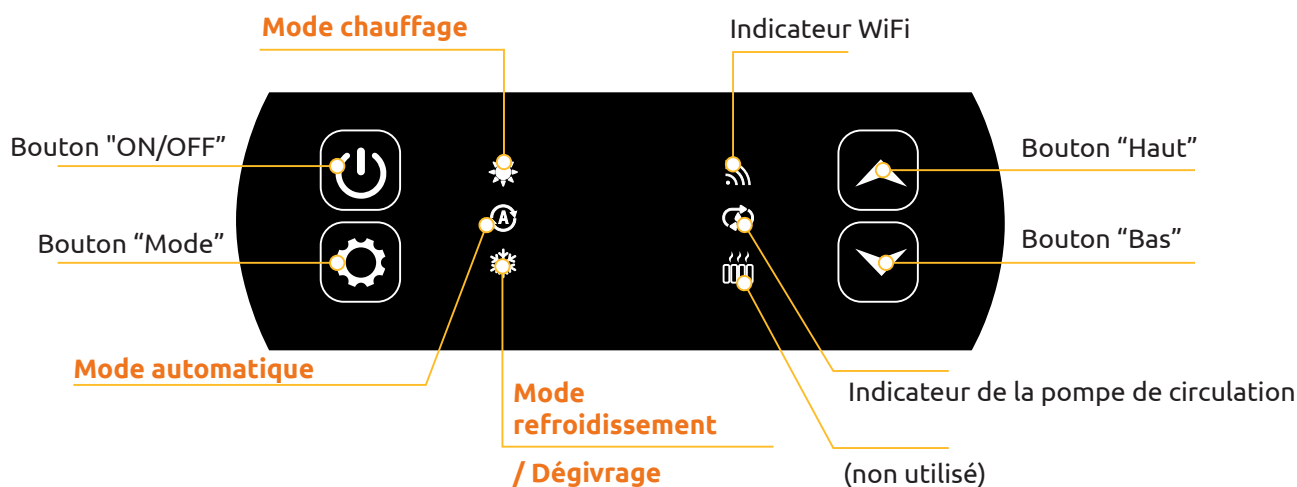 Mode chauffage
Indicateur WiFi
Bouton "ON/OFF”
Bouton “Haut”
A
Bouton “Mode”
Bouton “Bas”
Mode automatique
Mode
refroidissement
/ Dégivrage
Indicateur de la pompe de circulation
(non utilisé)